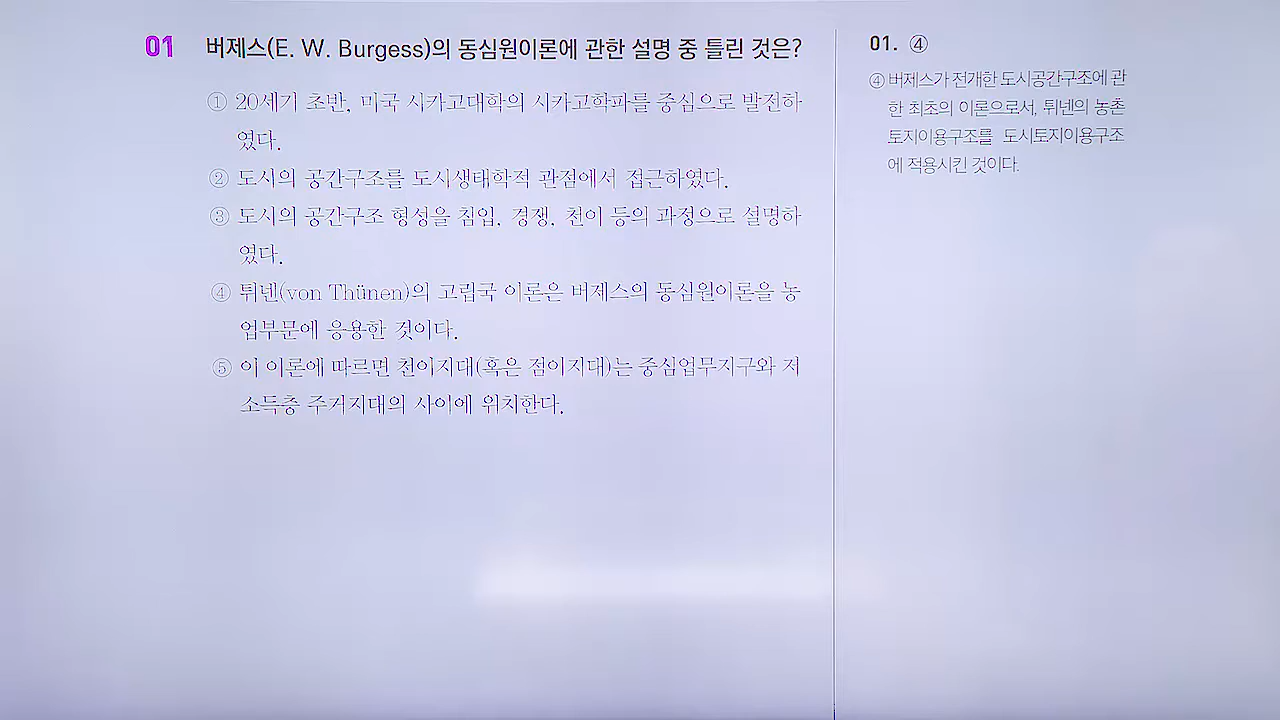 01 버제스(E. W. Burgess)의 동심원이론에 관한 설명 중 틀린 것은?
① 20세기 초반, 미국 시카고대학의 시카고학파를 중심으로 발전하
였다.
② 도시의 공간구조를 도시생태학적 관점에서 접근하였다.
③ 도시의 공간구조 형성을 침입, 경쟁, 천이 등의 과정으로 설명하
였다.
④ 튀넨(von Thünen)의 고립국 이론은 버제스의 동심원이론을 농
업부문에 응용한 것이다.
⑤ 이 이론에 따르면 천이지대(혹은 점이지대)는 중심업무지구와 저
소득층 주거지대의 사이에 위치한다.
01. ④
④ 버제스가 전개한 도시공간구조에 관
한 최초의 이론으로서, 튀넨의 농촌
토지이용구조를 도시토지이용구조
에 적용시킨 것이다.